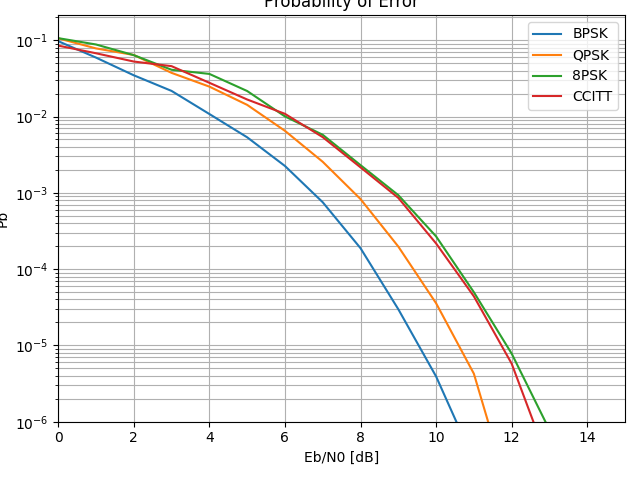 Probability of Error
BPSK
QPSK
8PSK
CCITT
Pb
10⁻¹
10⁻²
10⁻³
10⁻⁴
10⁻⁵
10⁻⁶
0 2 4 6 8 10 12 14
Eb/N0 [dB]